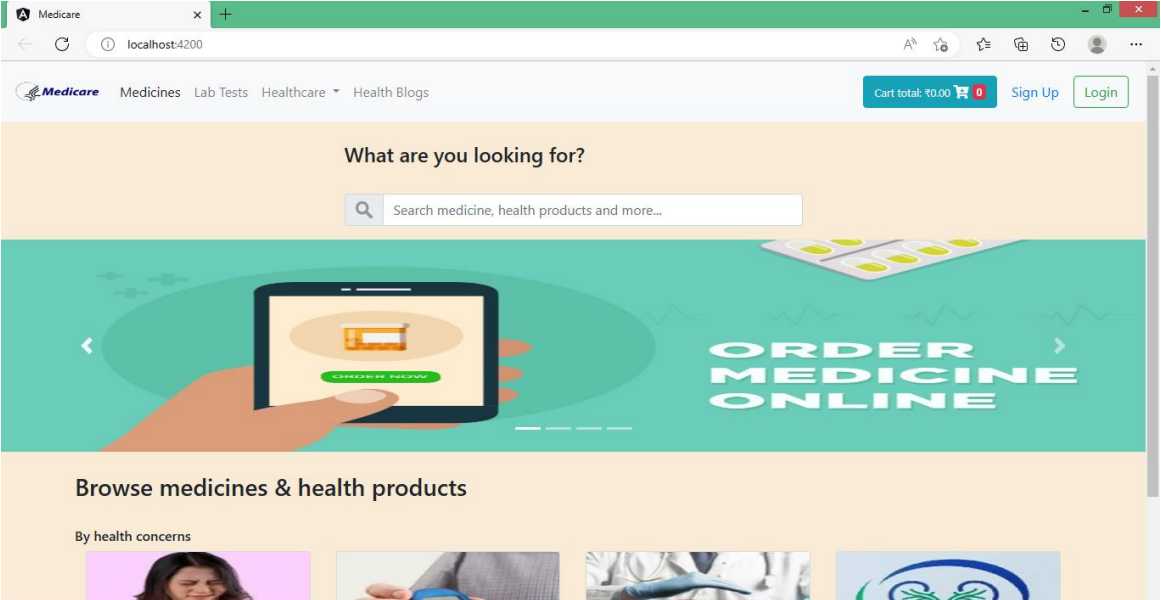 Medicare
localhost:4200
Medicare Medicines Lab Tests Healthcare Health Blogs Cart total: ₹0.00 0 Sign Up Login
What are you looking for?
Search medicine, health products and more...
ORDER NOW
ORDER
MEDICINE
ONLINE
Browse medicines & health products
By health concerns